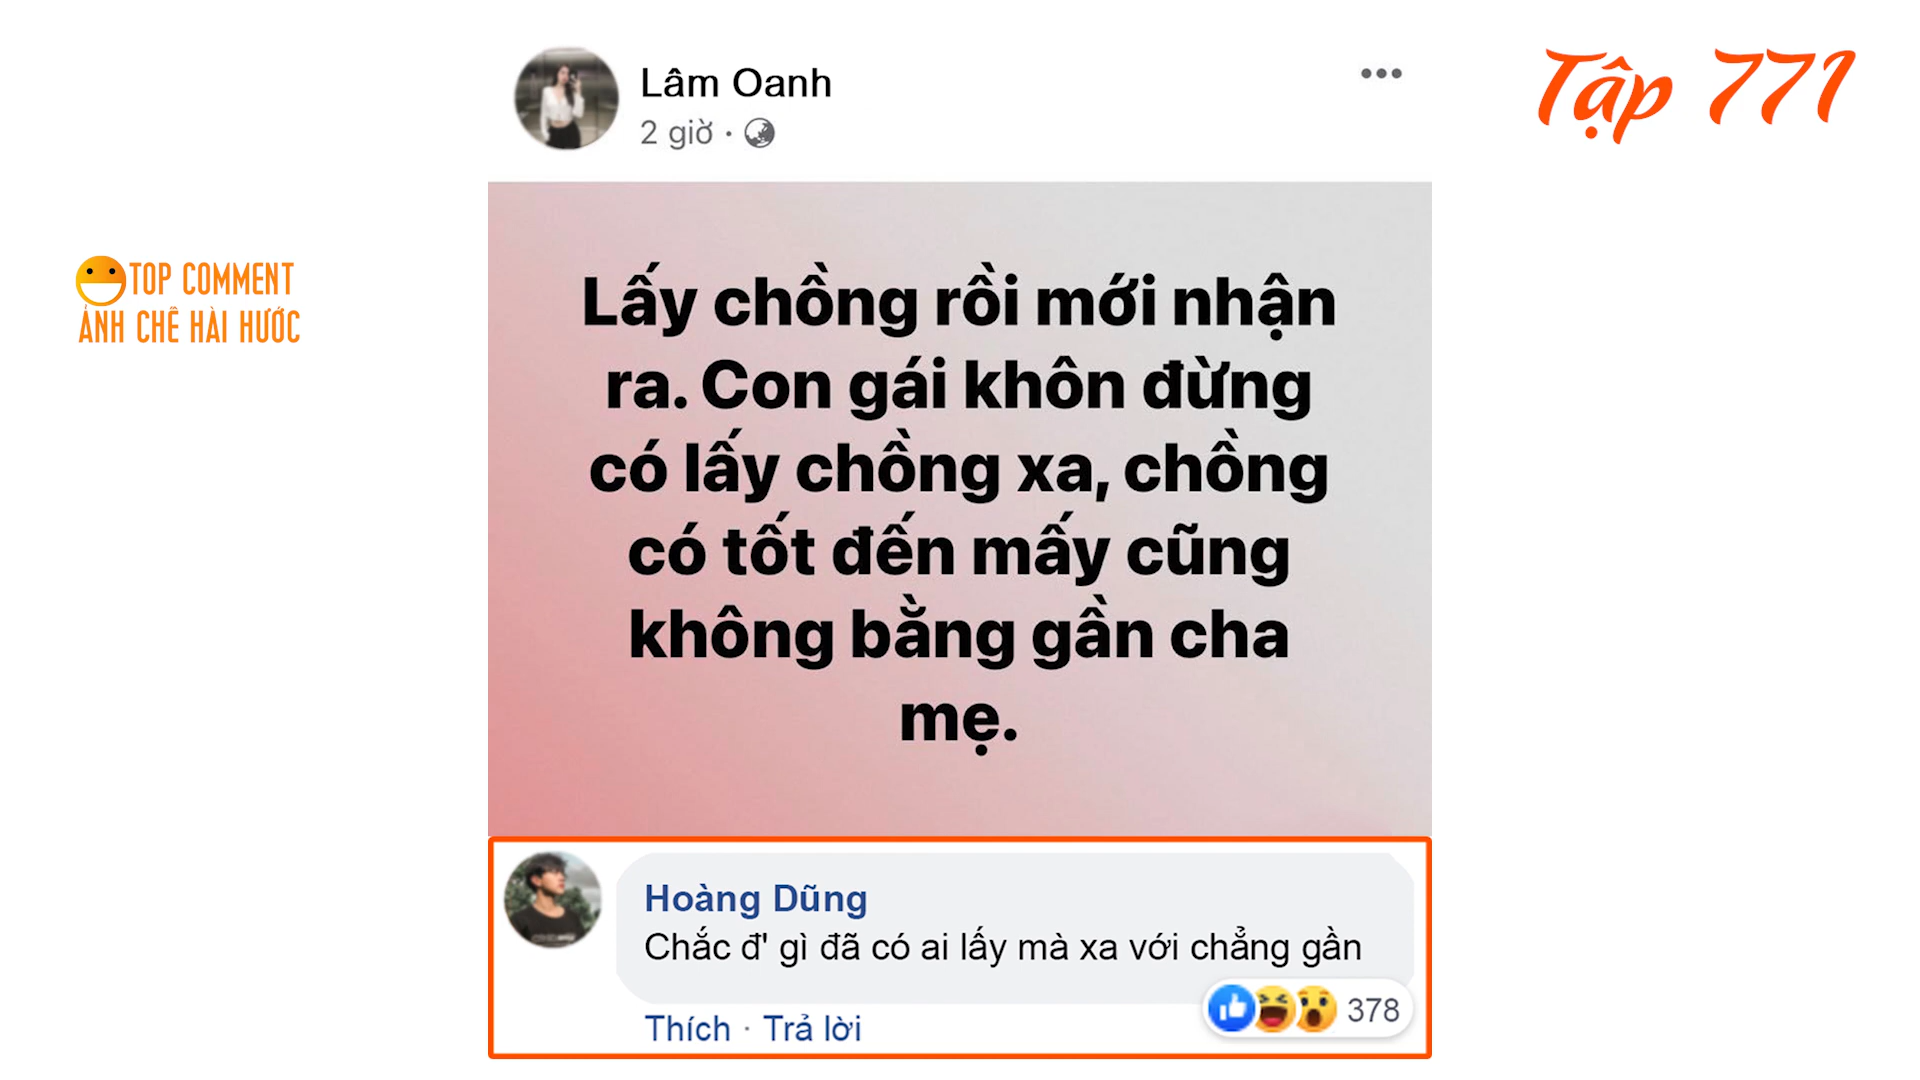 Lâm Oanh
2 giờ ·
Tập 771
TOP COMMENT
ẢNH CHẾ HÀI HƯỚC
Lấy chồng rồi mới nhận
ra. Con gái khôn đừng
có lấy chồng xa, chồng
có tốt đến mấy cũng
không bằng gần cha
mẹ.
Hoàng Dũng
Chắc đ' gì đã có ai lấy mà xa với chẳng gần
378
Thích · Trả lời